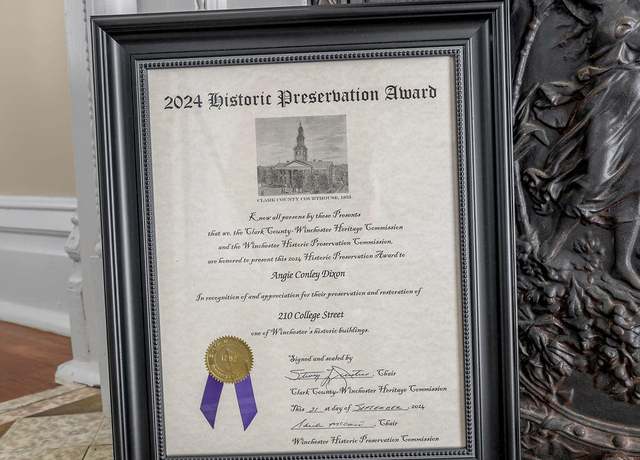 2024 Historic Preservation Award
CLARK COUNTY COURTHOUSE, 1853
Know all persons by these Presents
that we, the Clark County-Winchester Heritage Commission
and the Winchester Historic Preservation Commission,
are honored to present this 2024 Historic Preservation Award to
Angie Conley Dixon
In recognition of and appreciation for their preservation and restoration of
210 College Street
one of Winchester's historic buildings.
Signed and sealed by
, Chair
Clark County-Winchester Heritage Commission
This 21 st day of September, 2024
, Chair
Winchester Historic Preservation Commission